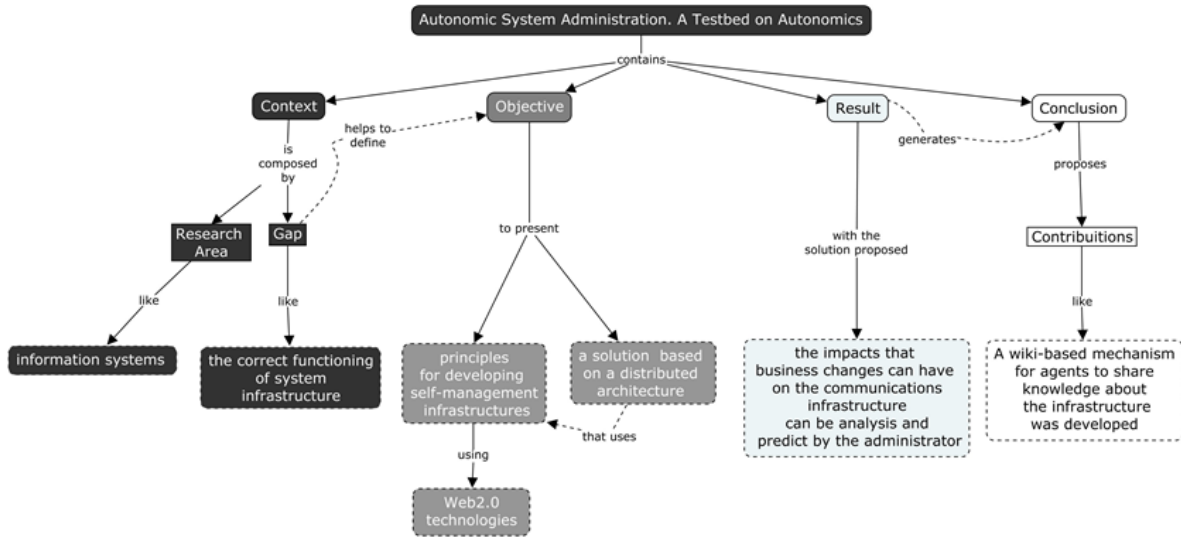 Autonomic System Administration. A Testbed on Autonomics
contains
Context
Objective
Result
Conclusion
helps to
define
generates
is
composed
by
proposes
Research
Area
Gap
to present
with the
solution proposed
Contribuitions
like
like
like
information systems
the correct functioning
of system
infrastructure
principles
for developing
self-management
infrastructures
a solution based
on a distributed
architecture
the impacts that
business changes can have
on the communications
infrastructure
can be analysis and
predict by the administrator
A wiki-based mechanism
for agents to share
knowledge about
the infrastructure
was developed
that uses
using
Web2.0
technologies